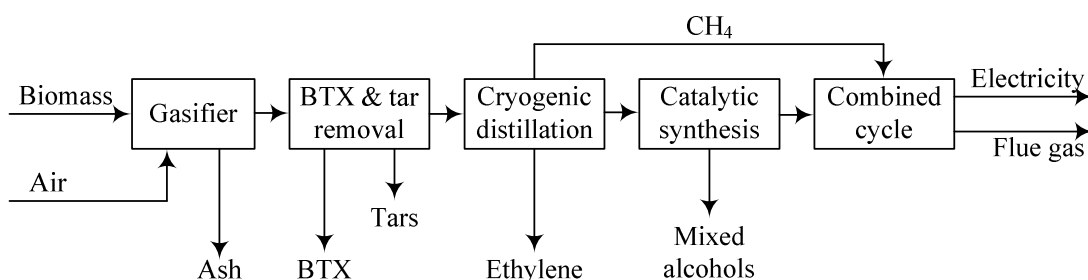 CH₄
Biomass
Gasifier
BTX & tar
removal
Cryogenic
distillation
Catalytic
synthesis
Combined
cycle
Electricity
Flue gas
Air
Ash
BTX
Tars
Ethylene
Mixed
alcohols